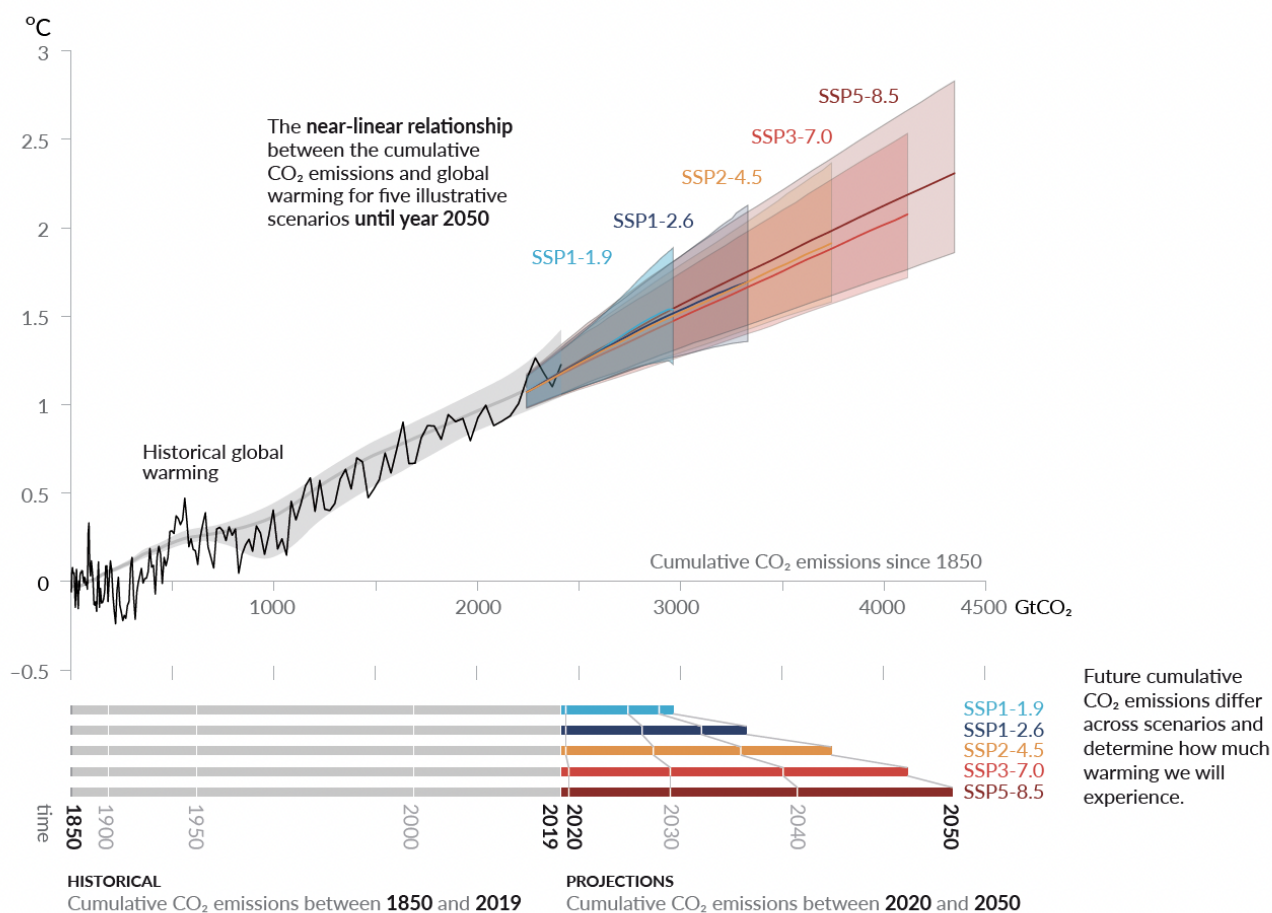 °C
3
2.5
2
1.5
1
0.5
0
–0.5
The near-linear relationship
between the cumulative
CO₂ emissions and global
warming for five illustrative
scenarios until year 2050
SSP5-8.5
SSP3-7.0
SSP2-4.5
SSP1-2.6
SSP1-1.9
Historical global
warming
Cumulative CO₂ emissions since 1850
1000 2000 3000 4000 4500 GtCO₂
SSP1-1.9
SSP1-2.6
SSP2-4.5
SSP3-7.0
SSP5-8.5
Future cumulative
CO₂ emissions differ
across scenarios and
determine how much
warming we will
experience.
time 1850 1900 1950 2000 2019 2020 2030 2040 2050
HISTORICAL
Cumulative CO₂ emissions between 1850 and 2019
PROJECTIONS
Cumulative CO₂ emissions between 2020 and 2050